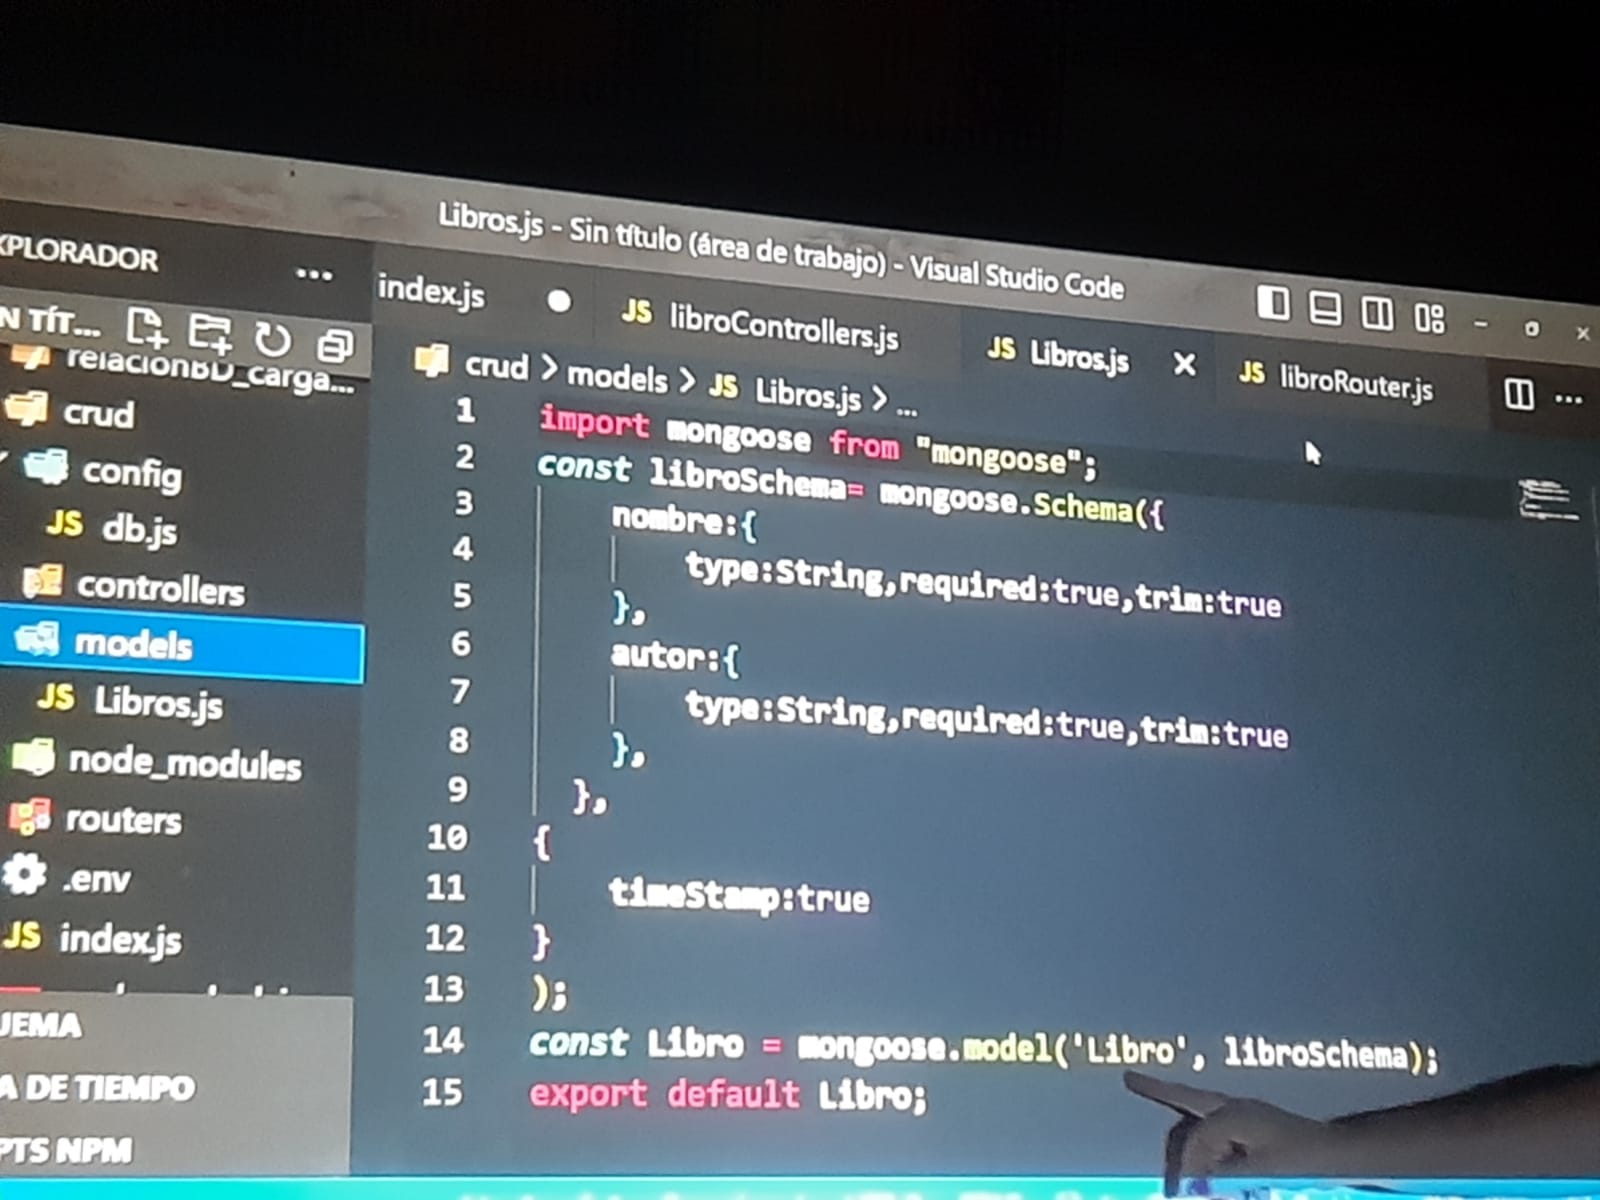 Libros.js - Sin título (área de trabajo) - Visual Studio Code
XPLORADOR ...
N TÍT...
relacionBD_carga...
crud
config
JS db.js
controllers
models
JS Libros.js
node_modules
routers
.env
JS index.js
UEMA
A DE TIEMPO
PTS NPM
index.js
JS libroControllers.js
JS Libros.js
JS libroRouter.js
crud > models > JS Libros.js > ...
1 import mongoose from "mongoose";
2 const libroSchema= mongoose.Schema({
3 nombre:{
4 type:String,required:true,trim:true
5 },
6 autor:{
7 type:String,required:true,trim:true
8 },
9 },
10 {
11 timeStamp:true
12 }
13 );
14 const Libro = mongoose.model('Libro', libroSchema);
15 export default Libro;